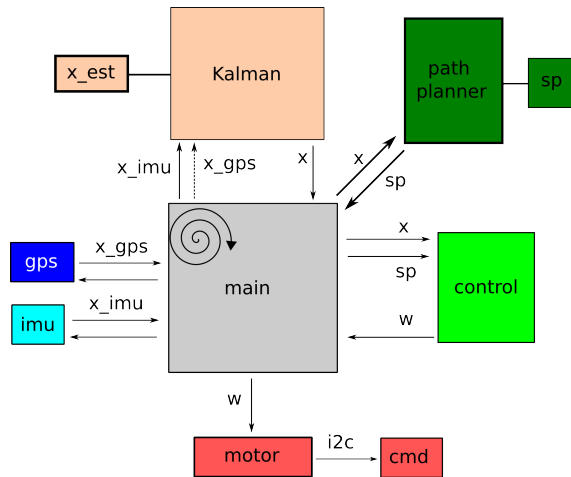 x_est
Kalman
path
planner
sp
x_imu
x_gps
x
x
sp
gps
x_gps
imu
x_imu
main
x
sp
w
control
w
motor
i2c
cmd